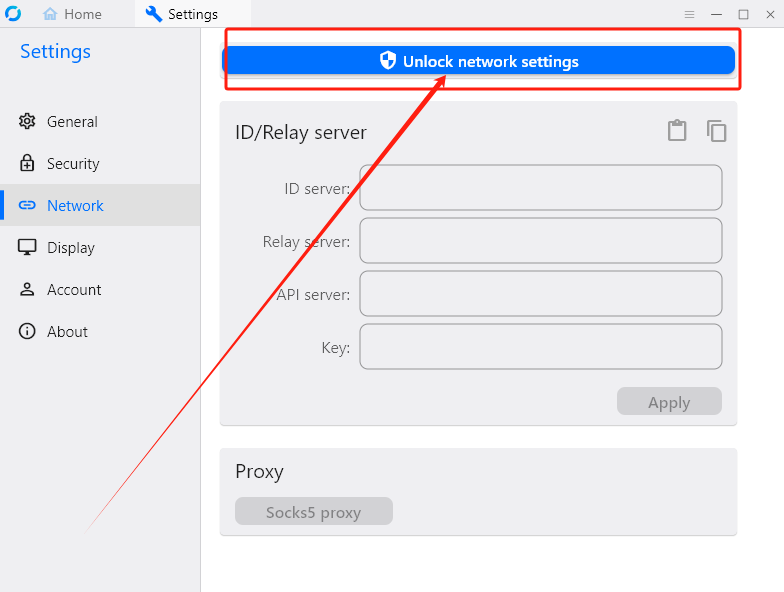 Home
Settings
Settings
General
Security
Network
Display
Account
About
Unlock network settings
ID/Relay server
ID server:
Relay server:
API server:
Key:
Apply
Proxy
Socks5 proxy